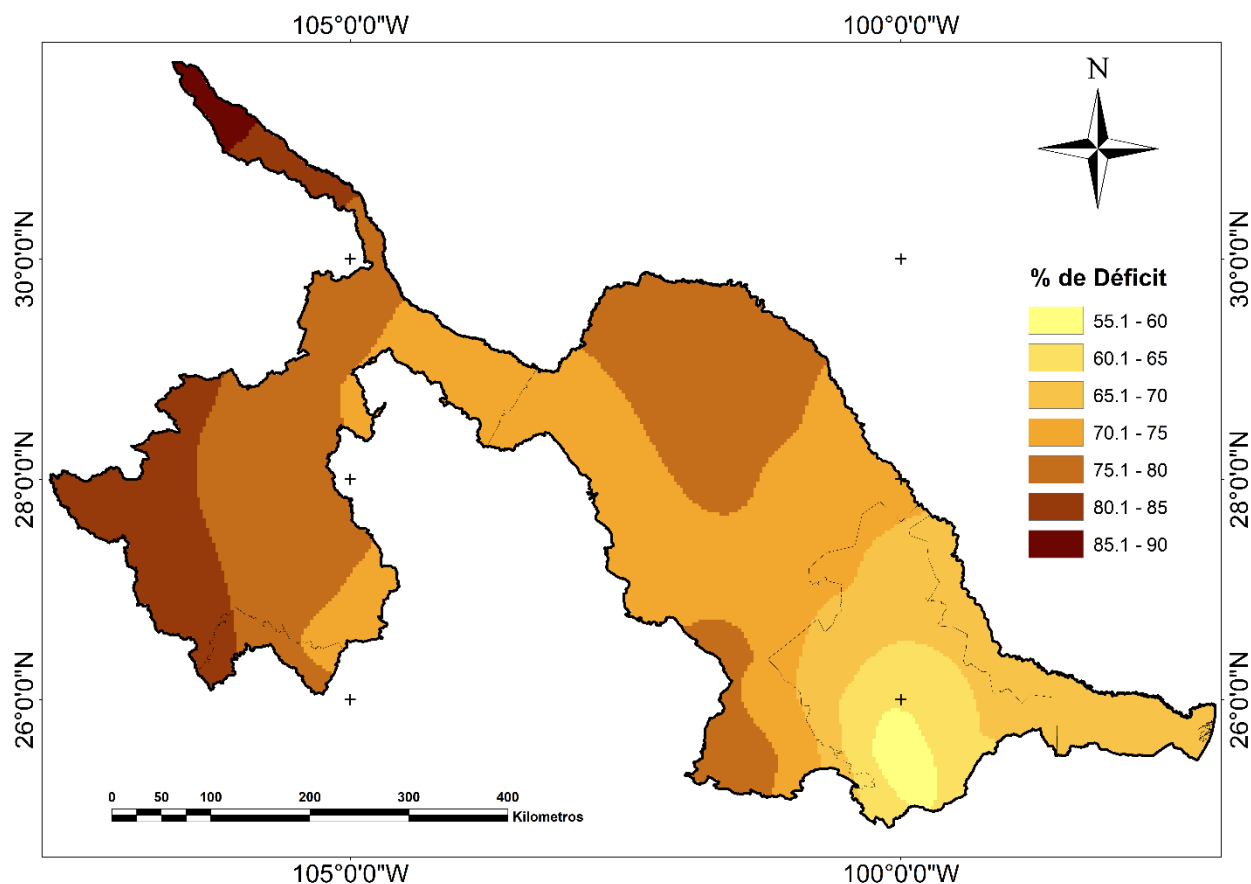 105°0'0"W 100°0'0"W
N
30°0'0"N 30°0'0"N
% de Déficit
55.1 - 60
60.1 - 65
65.1 - 70
70.1 - 75
75.1 - 80
80.1 - 85
85.1 - 90
28°0'0"N 28°0'0"N
26°0'0"N 26°0'0"N
0 50 100 200 300 400
Kilometros
105°0'0"W 100°0'0"W